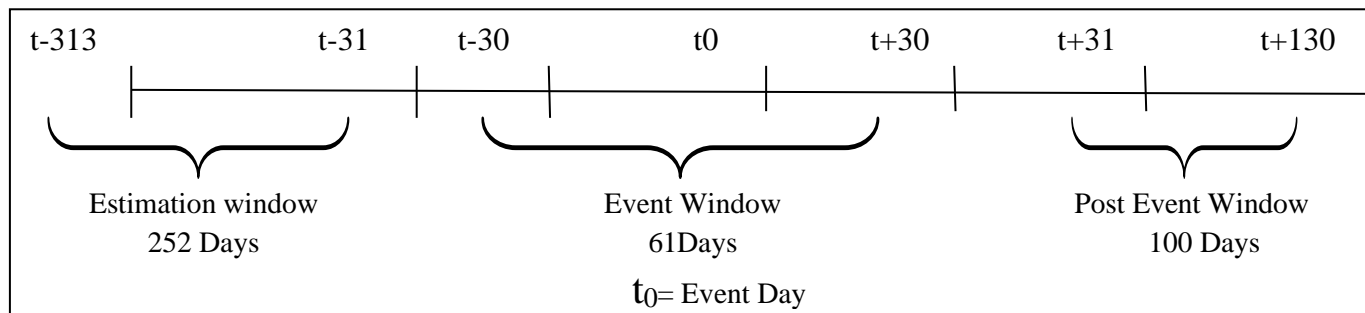 t-313 t-31 t-30 t0 t+30 t+31 t+130
Estimation window Event Window Post Event Window
252 Days 61Days 100 Days
t0= Event Day